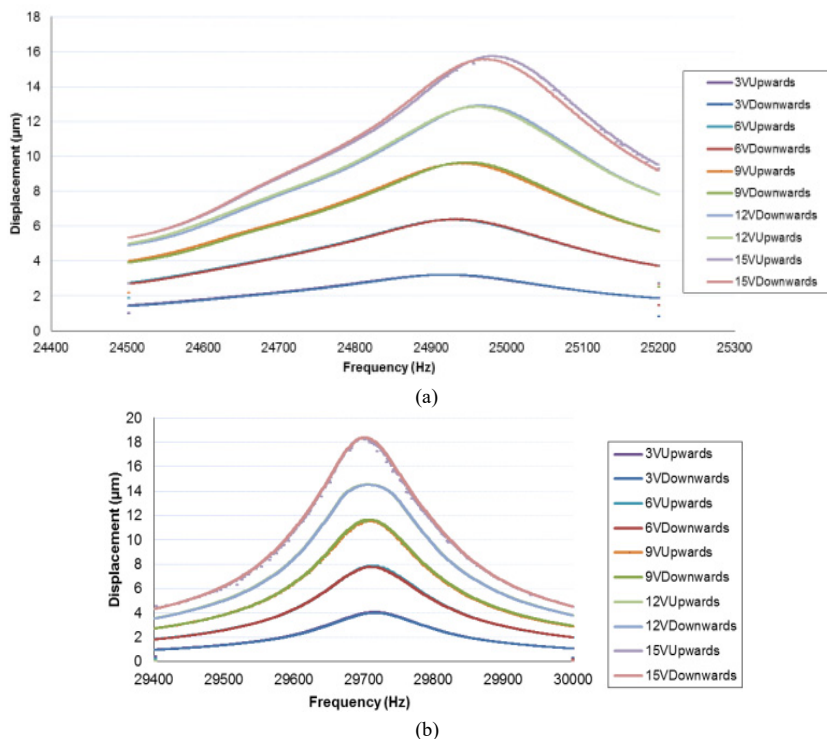 18
16
14
12
10
8
6
4
2
0
Displacement (µm)
24400 24500 24600 24700 24800 24900 25000 25100 25200 25300
Frequency (Hz)
3VUpwards
3VDownwards
6VUpwards
6VDownwards
9VUpwards
9VDownwards
12VDownwards
12VUpwards
15VUpwards
15VDownwards
(a)
20
18
16
14
12
10
8
6
4
2
0
Displacement (µm)
29400 29500 29600 29700 29800 29900 30000
Frequency (Hz)
3VUpwards
3VDownwards
6VUpwards
6VDownwards
9VUpwards
9VDownwards
12VUpwards
12VDownwards
15VUpwards
15VDownwards
(b)